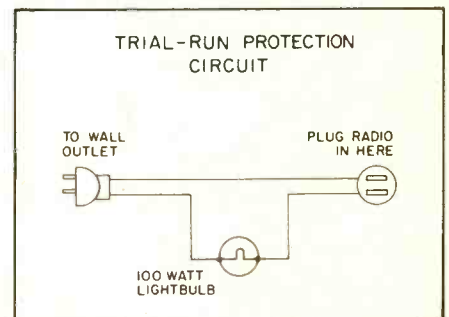 TRIAL-RUN PROTECTION
CIRCUIT
TO WALL
OUTLET
PLUG RADIO
IN HERE
100 WATT
LIGHTBULB